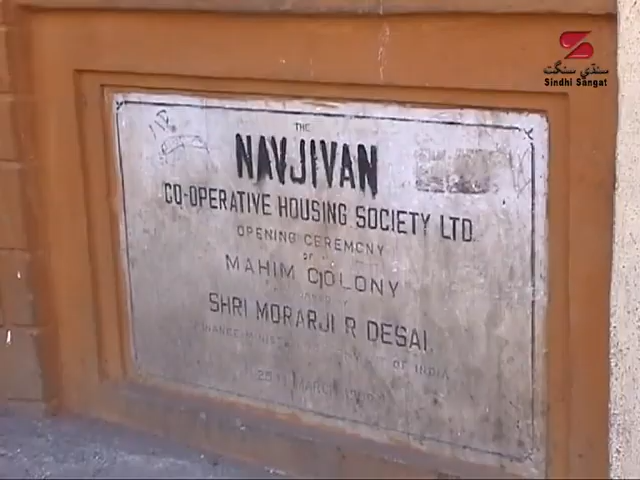 سنڌي سنگت
Sindhi Sangat
THE
NAVJIVAN
CO-OPERATIVE HOUSING SOCIETY LTD.
OPENING CEREMONY
OF
MAHIM COLONY
SHRI MORARJI R DESAI
OF INDIA
MARCH